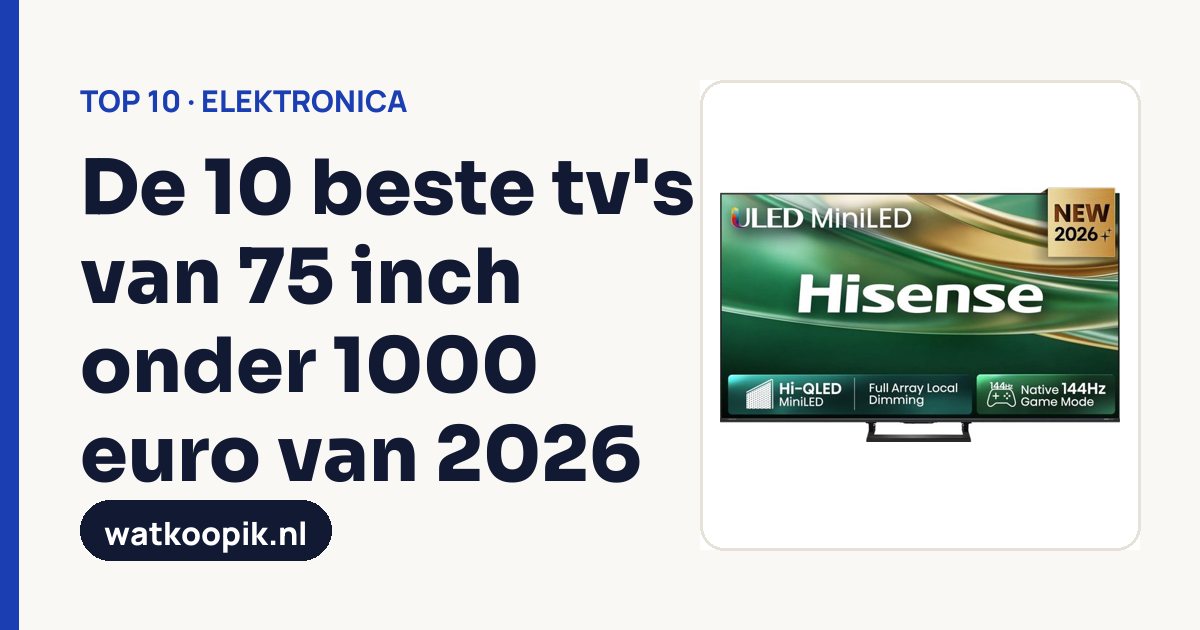 TOP 10 · ELEKTRONICA
De 10 beste tv's
van 75 inch
onder 1000
euro van 2026
watkoopik.nl
ULED MiniLED
NEW
2026
Hisense
Hi-QLED
MiniLED
Full Array Local
Dimming
144Hz
Native 144Hz
Game Mode